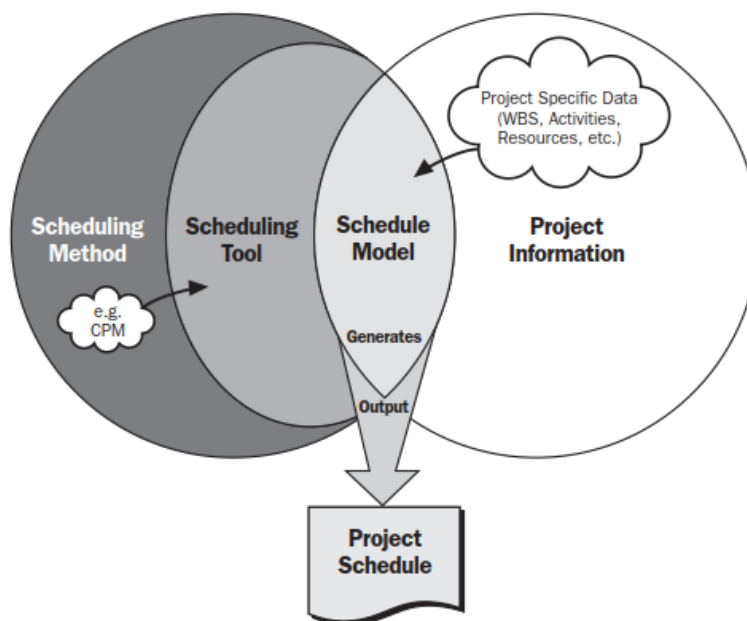 Project Specific Data
(WBS, Activities,
Resources, etc.)
Scheduling
Method
Scheduling
Tool
Schedule
Model
Project
Information
e.g.
CPM
Generates
Output
Project
Schedule